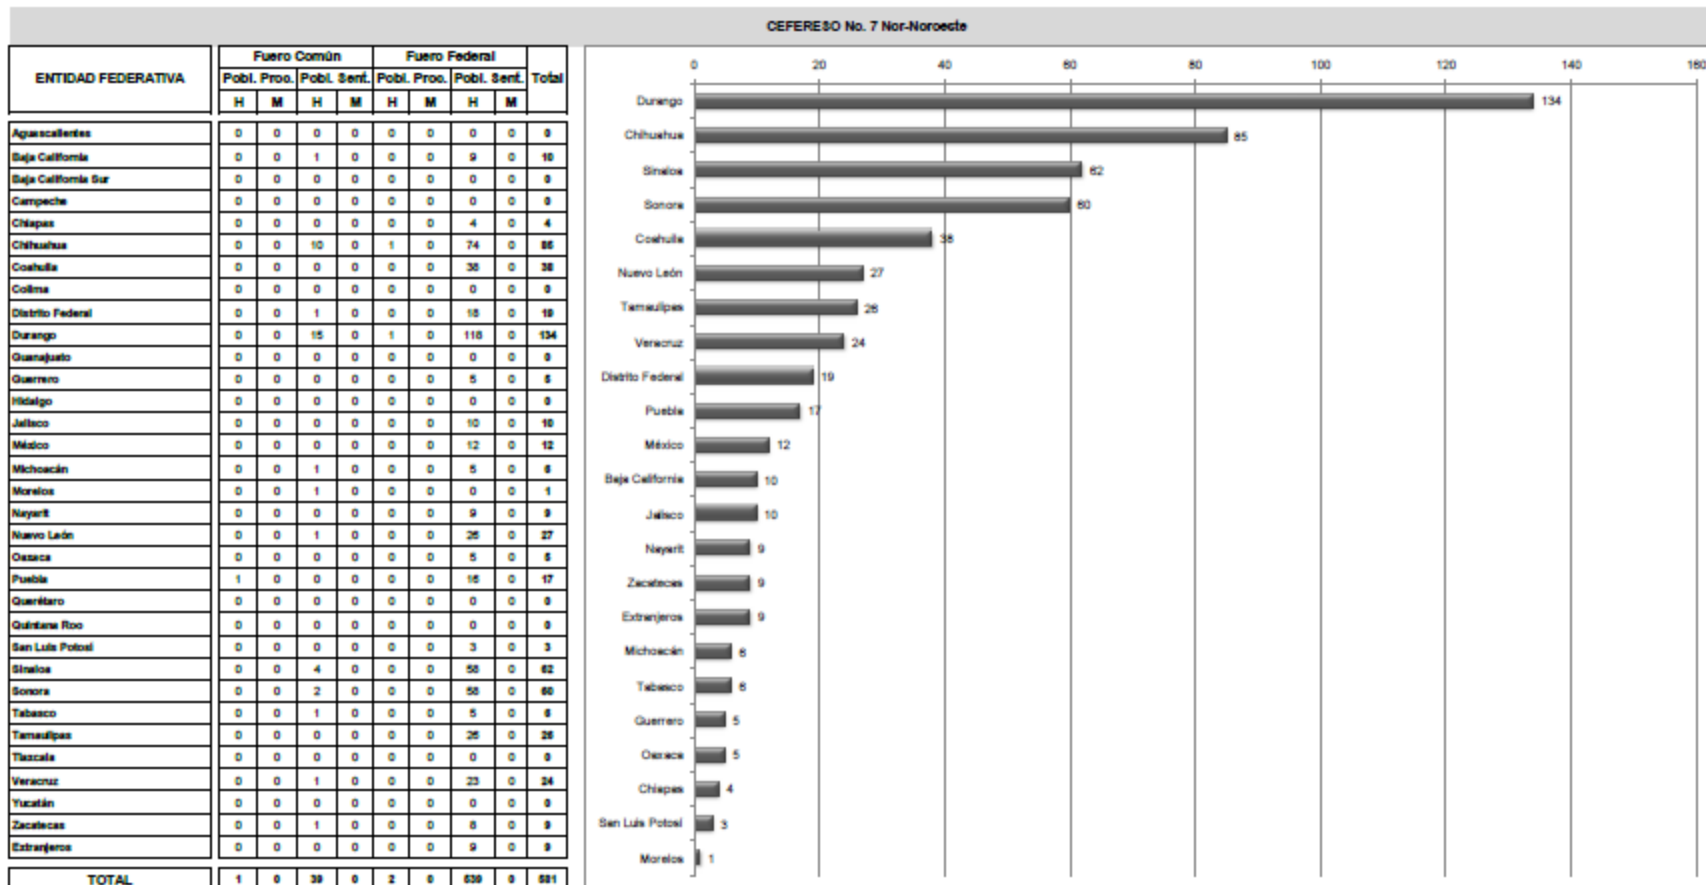 CEFERESO No. 7 Nor-Noroeste
ENTIDAD FEDERATIVA Fuero Común Fuero Federal Total
Pobl. Proc. Pobl. Sent. Pobl. Proc. Pobl. Sent.
H M H M H M H M
Aguascalientes 0 0 0 0 0 0 0 0 0
Baja California 0 0 1 0 0 0 9 0 10
Baja California Sur 0 0 0 0 0 0 0 0 0
Campeche 0 0 0 0 0 0 0 0 0
Chiapas 0 0 0 0 0 0 4 0 4
Chihuahua 0 0 10 0 1 0 74 0 85
Coahuila 0 0 0 0 0 0 38 0 38
Colima 0 0 0 0 0 0 0 0 0
Distrito Federal 0 0 1 0 0 0 18 0 19
Durango 0 0 15 0 1 0 118 0 134
Guanajuato 0 0 0 0 0 0 0 0 0
Guerrero 0 0 0 0 0 0 5 0 5
Hidalgo 0 0 0 0 0 0 0 0 0
Jalisco 0 0 0 0 0 0 10 0 10
México 0 0 0 0 0 0 12 0 12
Michoacán 0 0 1 0 0 0 5 0 6
Morelos 0 0 1 0 0 0 0 0 1
Nayarit 0 0 0 0 0 0 9 0 9
Nuevo León 0 0 1 0 0 0 26 0 27
Oaxaca 0 0 0 0 0 0 5 0 5
Puebla 1 0 0 0 0 0 16 0 17
Querétaro 0 0 0 0 0 0 0 0 0
Quintana Roo 0 0 0 0 0 0 0 0 0
San Luis Potosí 0 0 0 0 0 0 3 0 3
Sinaloa 0 0 4 0 0 0 58 0 62
Sonora 0 0 2 0 0 0 58 0 60
Tabasco 0 0 1 0 0 0 5 0 6
Tamaulipas 0 0 0 0 0 0 26 0 26
Tlaxcala 0 0 0 0 0 0 0 0 0
Veracruz 0 0 1 0 0 0 23 0 24
Yucatán 0 0 0 0 0 0 0 0 0
Zacatecas 0 0 1 0 0 0 8 0 9
Extranjeros 0 0 0 0 0 0 9 0 9
TOTAL 1 0 39 0 2 0 539 0 581
0 20 40 60 80 100 120 140 160
Durango 134
Chihuahua 85
Sinaloa 62
Sonora 60
Coahuila 38
Nuevo León 27
Tamaulipas 26
Veracruz 24
Distrito Federal 19
Puebla 17
México 12
Baja California 10
Jalisco 10
Nayarit 9
Zacatecas 9
Extranjeros 9
Michoacán 6
Tabasco 6
Guerrero 5
Oaxaca 5
Chiapas 4
San Luis Potosí 3
Morelos 1